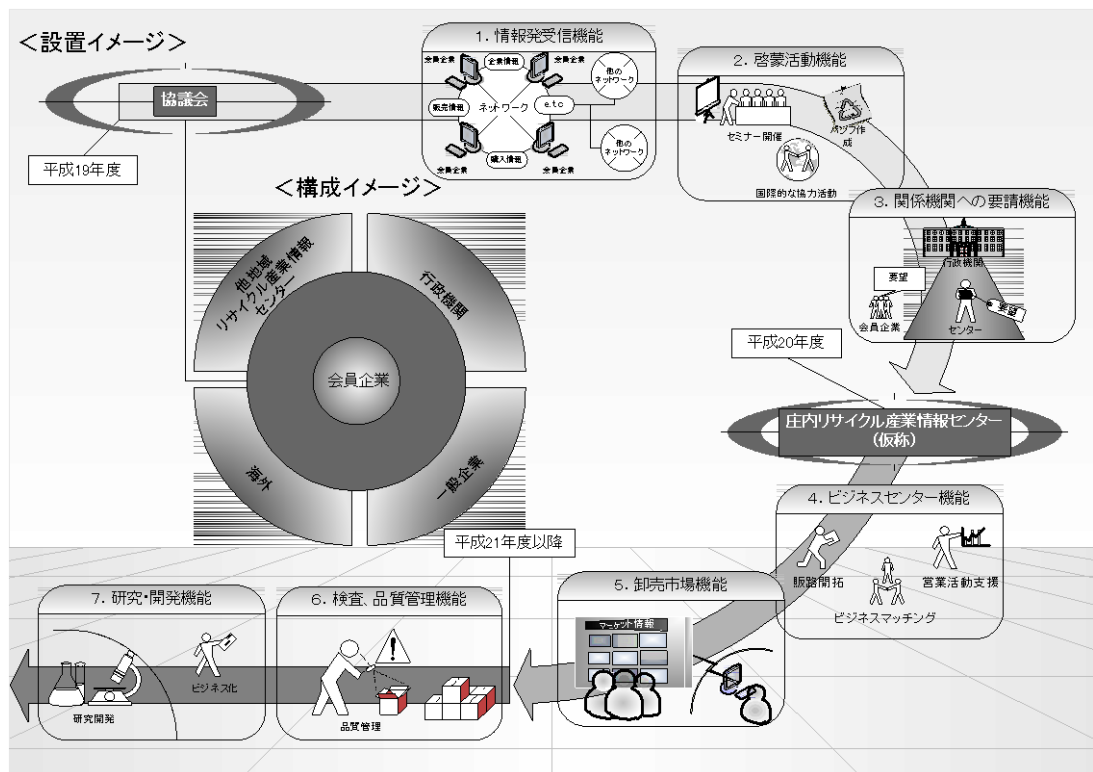 <設置イメージ>
協議会
平成19年度
1. 情報発受信機能
会員企業
企業情報
会員企業
他の
ネットワーク
販売情報
ネットワーク
e.t.c
会員企業
購入情報
会員企業
他の
ネットワーク
2. 啓蒙活動機能
セミナー開催
パンフ作
成
国際的な協力活動
3. 関係機関への要請機能
行政機関
要望
会員企業
センター
要望
<構成イメージ>
他地域
リサイクル産業情報
センター
行政機関
会員企業
海外
一般企業
平成20年度
庄内リサイクル産業情報センター
(仮称)
4. ビジネスセンター機能
販路開拓
営業活動支援
ビジネスマッチング
平成21年度以降
5. 卸売市場機能
マーケット情報
6. 検査、品質管理機能
品質管理
7. 研究・開発機能
ビジネス化
研究開発